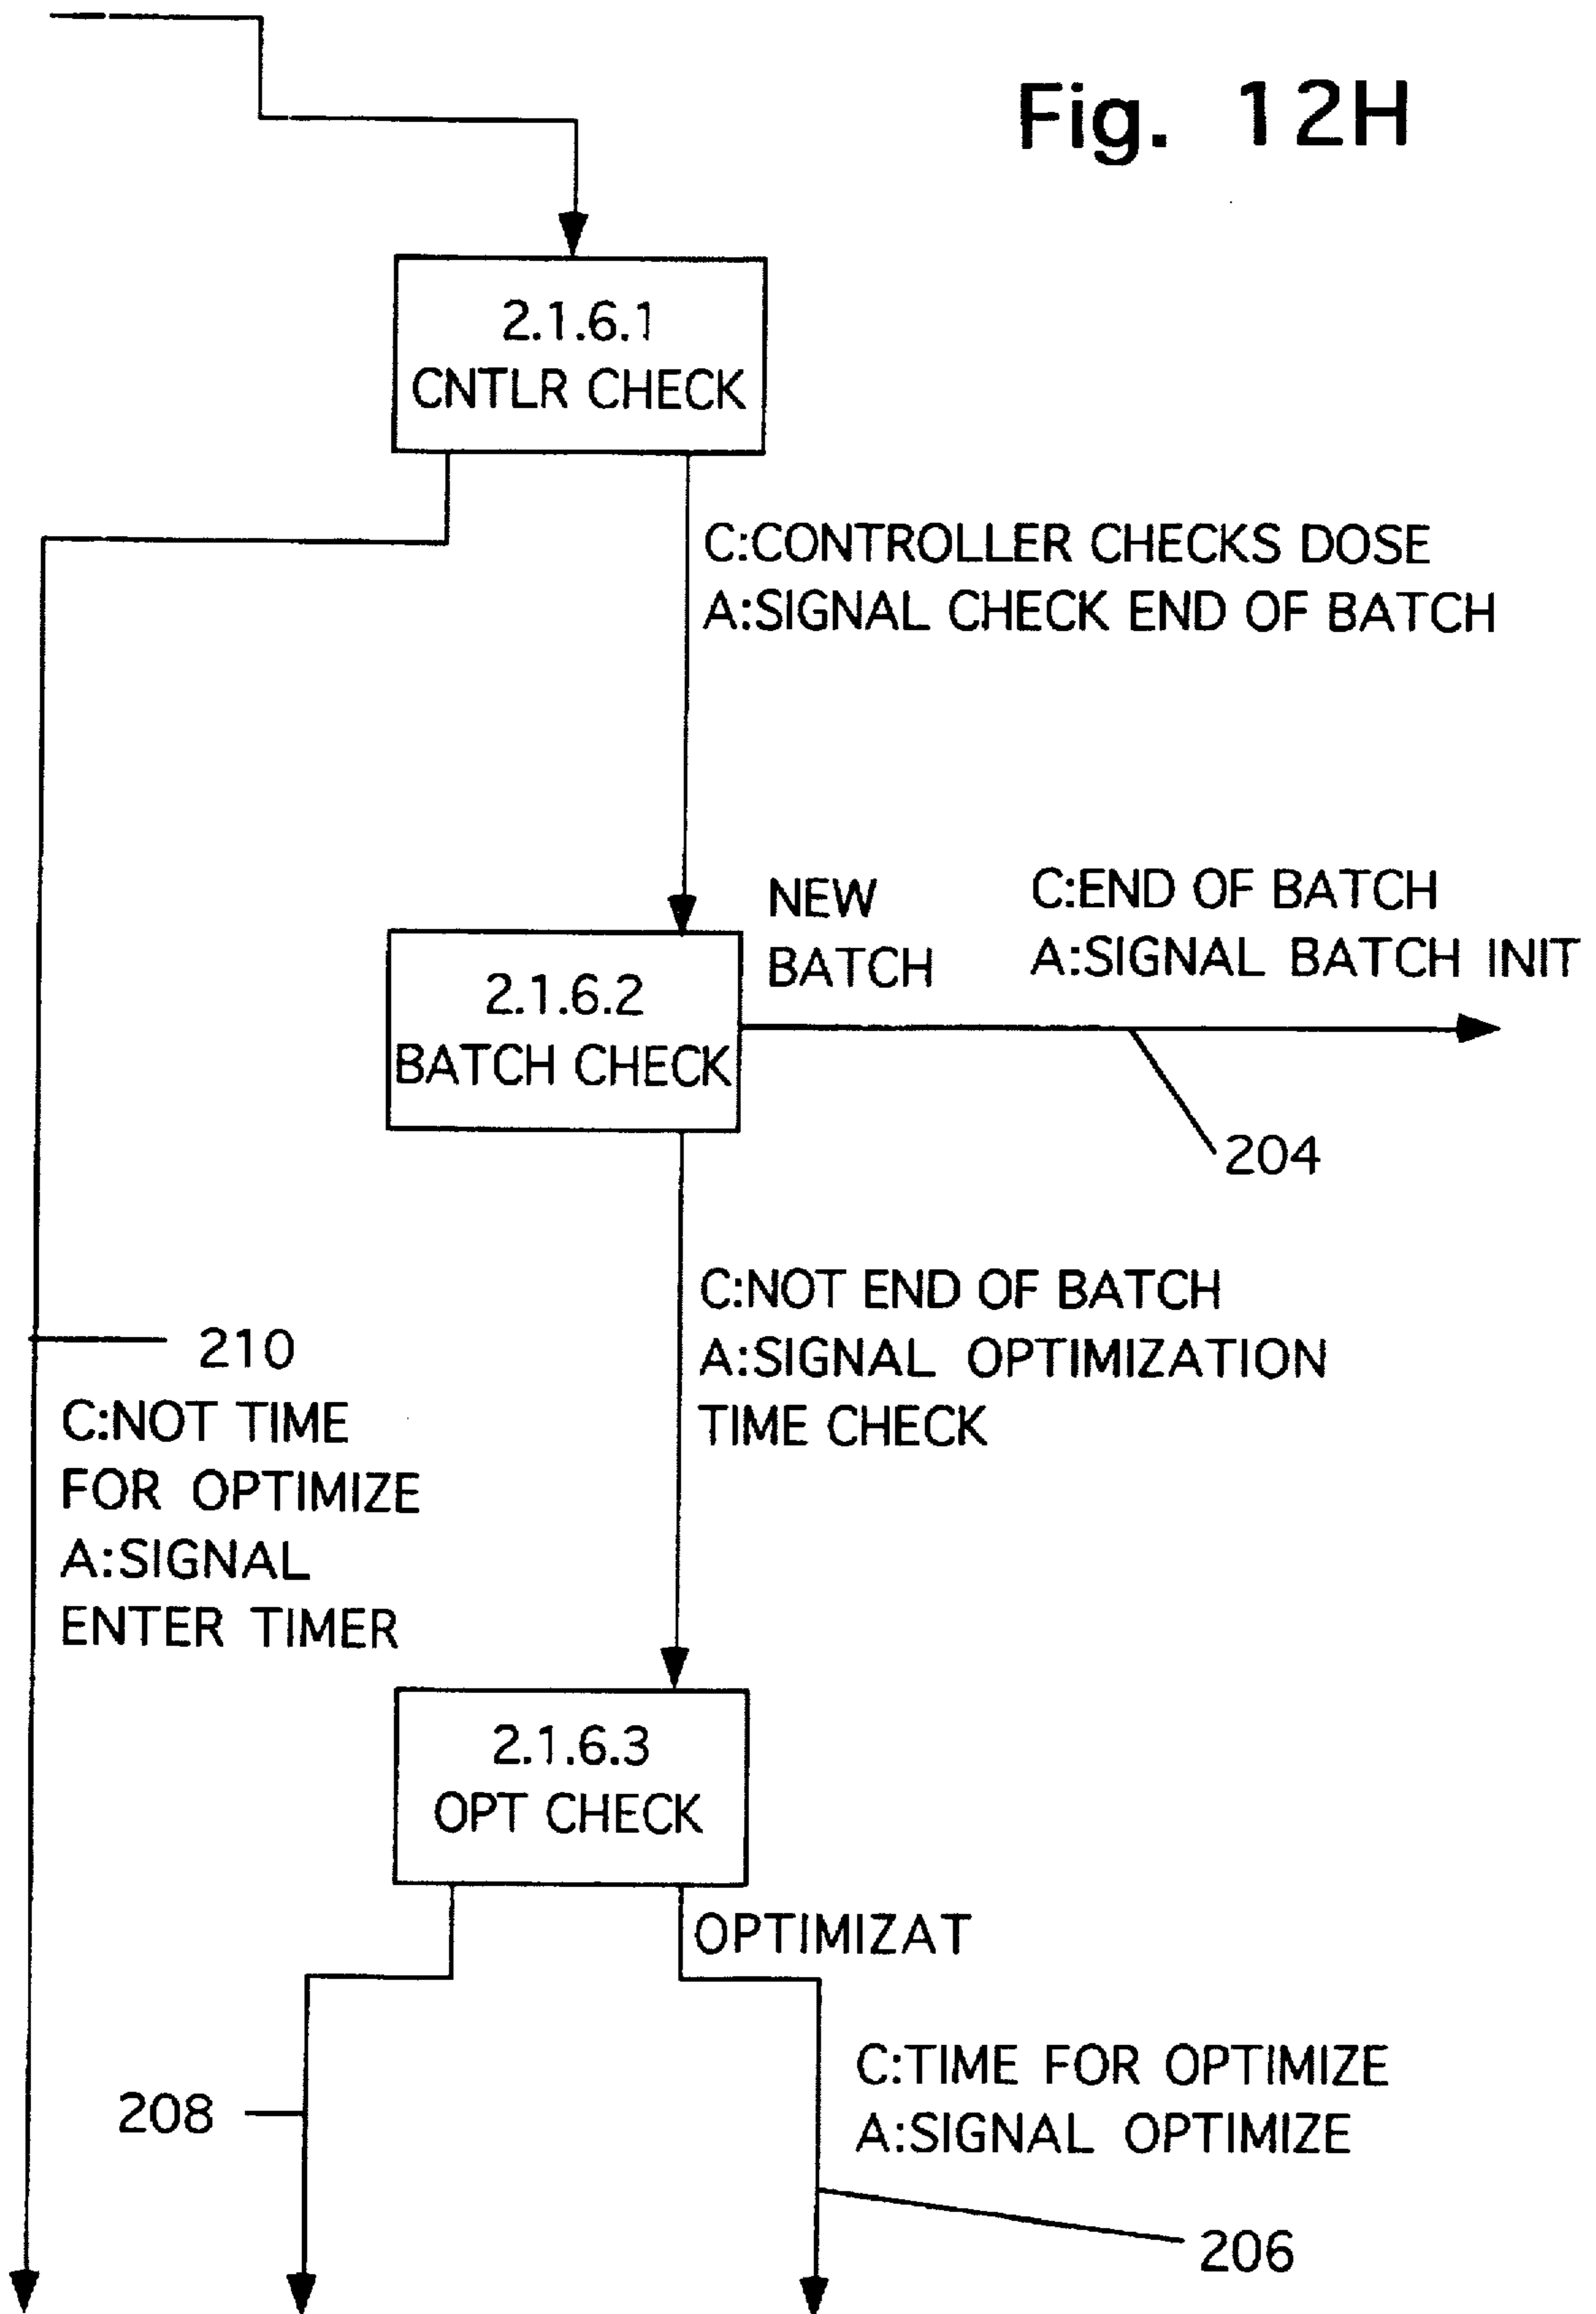 Fig. 12H
2.1.6.1
CNTLR CHECK
C:CONTROLLER CHECKS DOSE
A:SIGNAL CHECK END OF BATCH
NEW
BATCH
C:END OF BATCH
A:SIGNAL BATCH INIT
2.1.6.2
BATCH CHECK
204
C:NOT END OF BATCH
A:SIGNAL OPTIMIZATION
TIME CHECK
210
C:NOT TIME
FOR OPTIMIZE
A:SIGNAL
ENTER TIMER
2.1.6.3
OPT CHECK
OPTIMIZAT
C:TIME FOR OPTIMIZE
A:SIGNAL OPTIMIZE
208
206